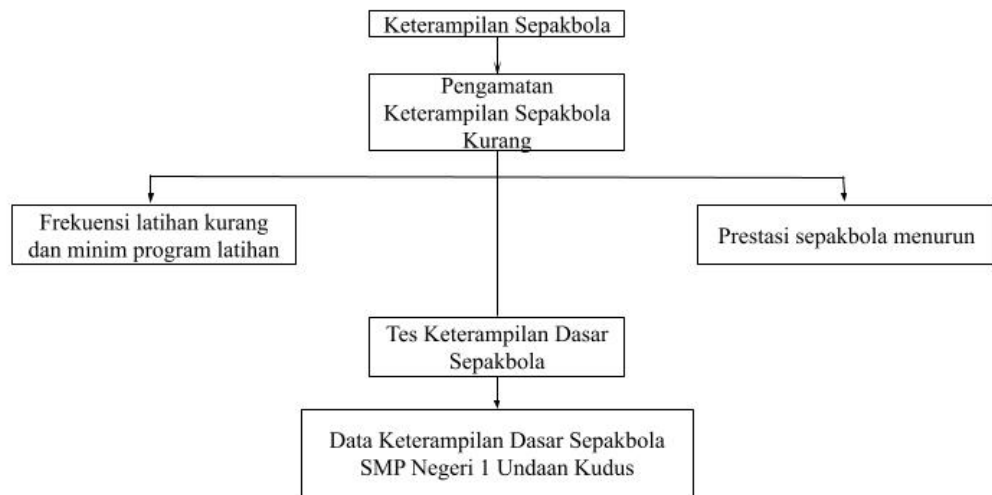 Keterampilan Sepakbola
Pengamatan
Keterampilan Sepakbola
Kurang
Frekuensi latihan kurang
dan minim program latihan
Prestasi sepakbola menurun
Tes Keterampilan Dasar
Sepakbola
Data Keterampilan Dasar Sepakbola
SMP Negeri 1 Undaan Kudus